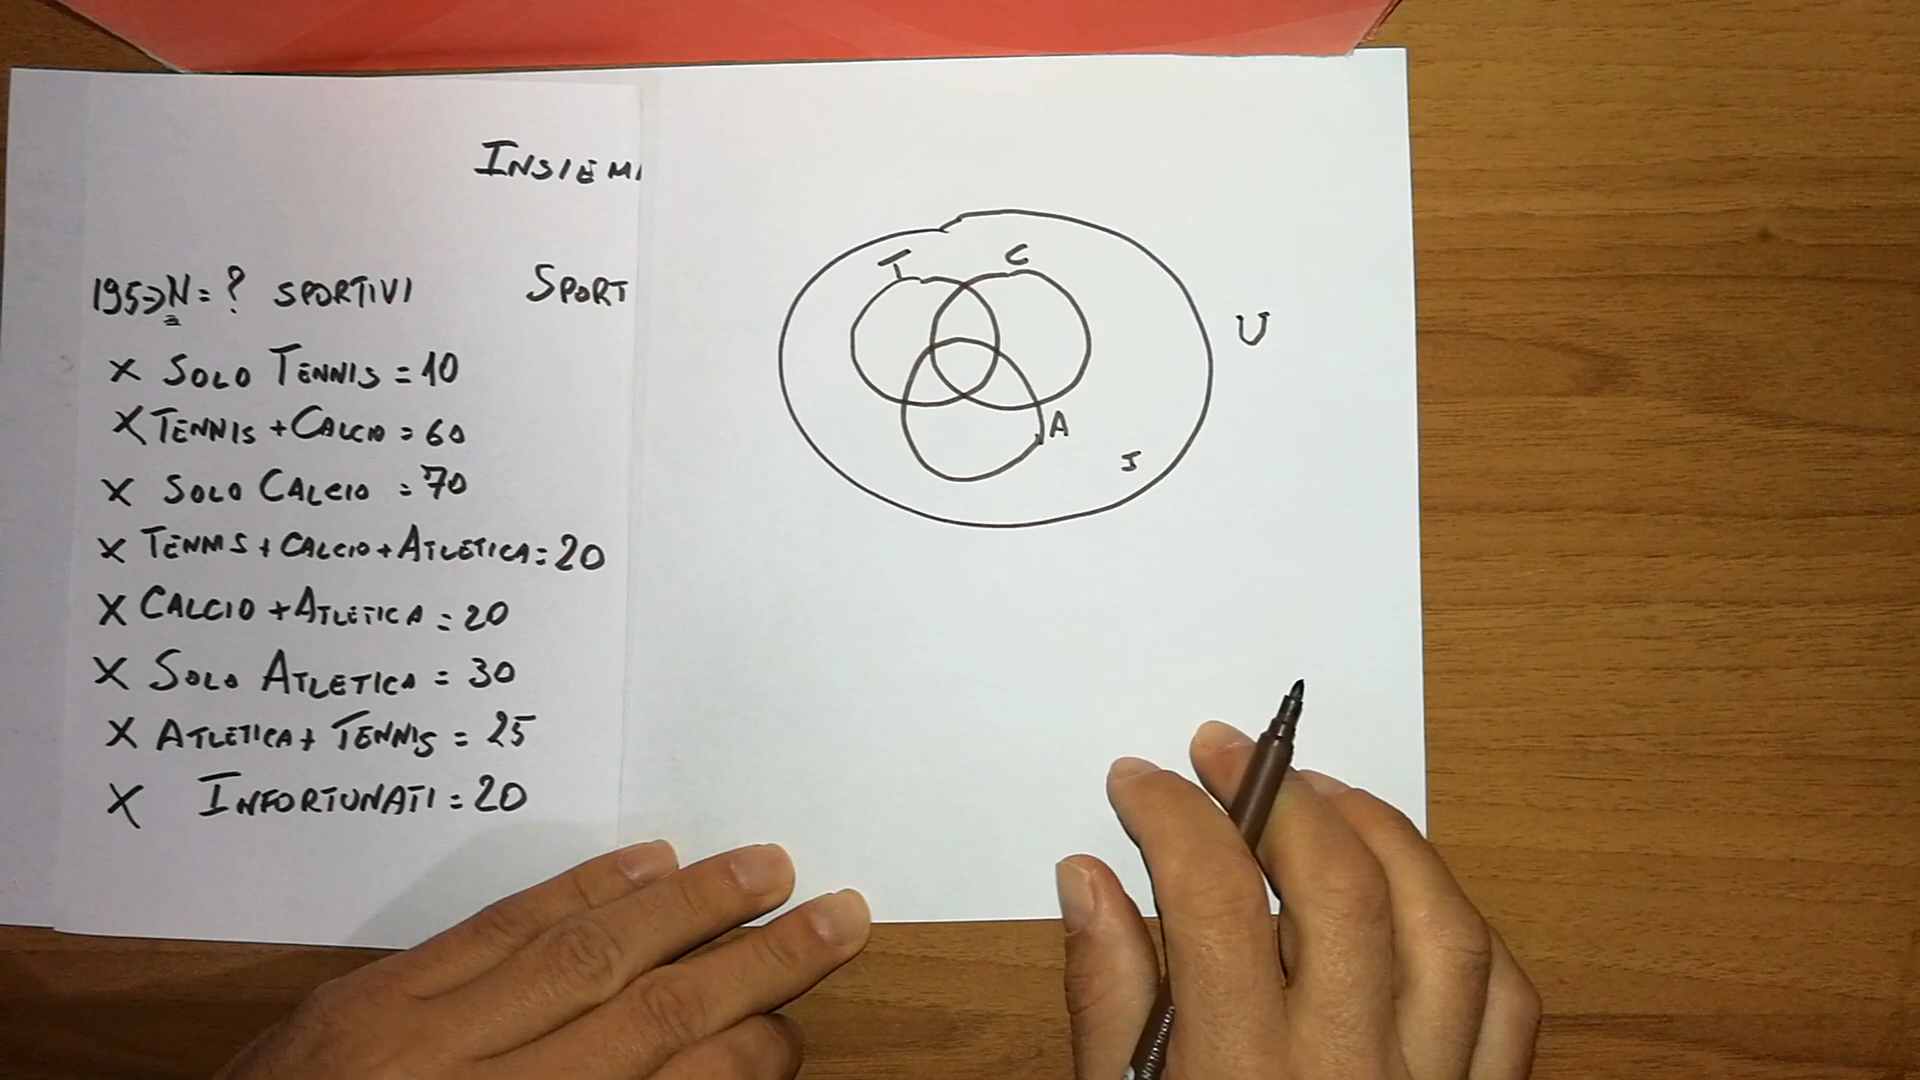 INSIEMI
195⇒N = ? SPORTIVI SPORT
X SOLO TENNIS = 10
X TENNIS + CALCIO = 60
X SOLO CALCIO = 70
X TENNIS + CALCIO + ATLETICA = 20
X CALCIO + ATLETICA = 20
X SOLO ATLETICA = 30
X ATLETICA + TENNIS = 25
X INFORTUNATI = 20
T C
U
A
I